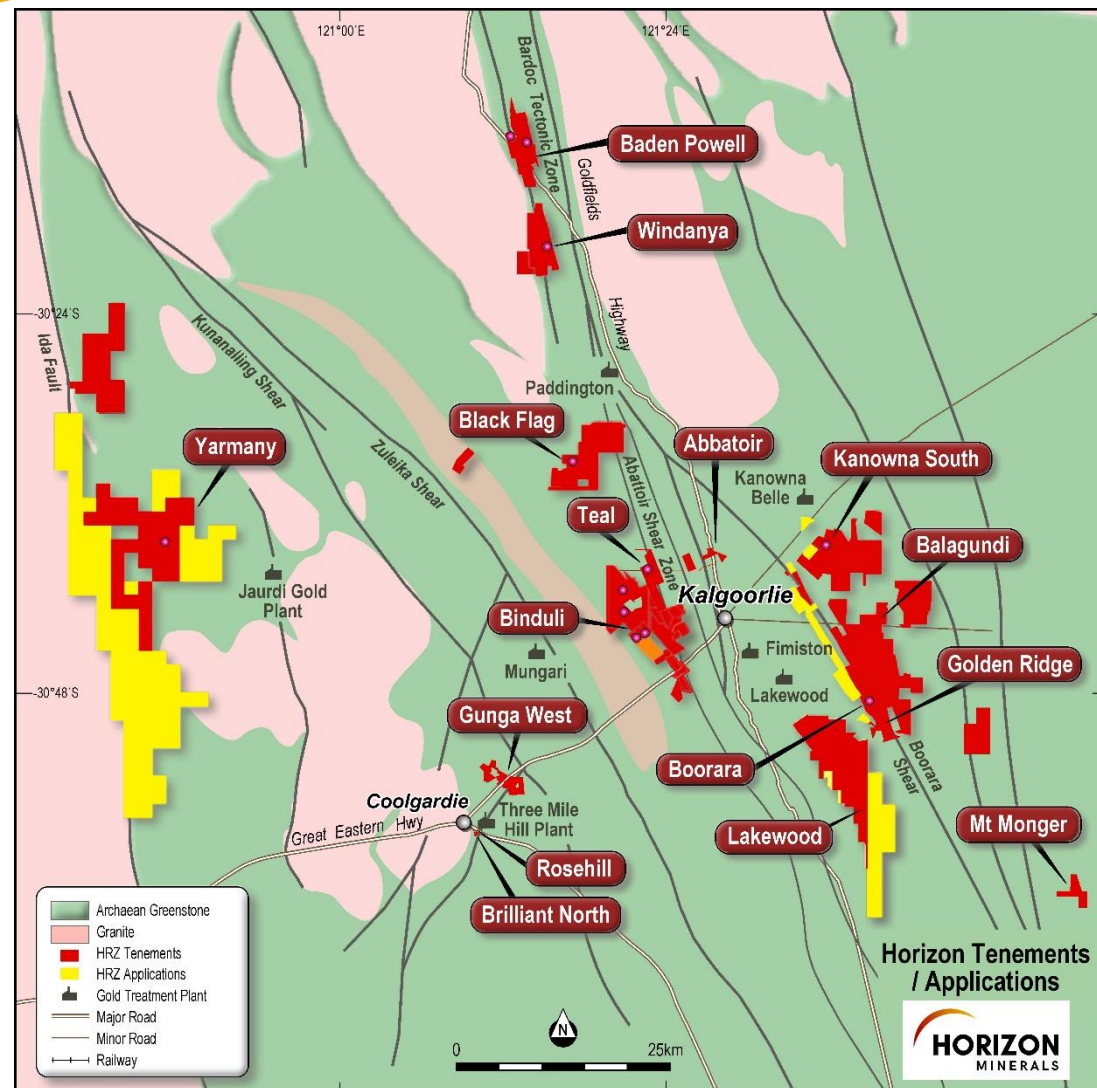 121°00'
121°24'
Bardoc Tectonic Zone
Baden Powell
Goldfields
Windanya
Highway
-30°24'S
Ida Fault
Kunanalling Shear
Zuleika Shear
Paddington
Black Flag
Abattoir Shear Zone
Abbatoir
Kanowna
Belle
Kanowna South
Yarmany
Teal
Balagundi
Jaurdi Gold
Plant
Kalgoorlie
Binduli
Mungari
Fimiston
Lakewood
Golden Ridge
-30°48'S
Gunga West
Boorara
Boorara
Shear
Coolgardie
Great Eastern Hwy
Three Mile
Hill Plant
Lakewood
Mt Monger
Rosehill
Brilliant North
Archaean Greenstone
Granite
HRZ Tenements
HRZ Applications
Gold Treatment Plant
Major Road
Minor Road
Railway
N
0 25km
Horizon Tenements
/ Applications
HORIZON
MINERALS